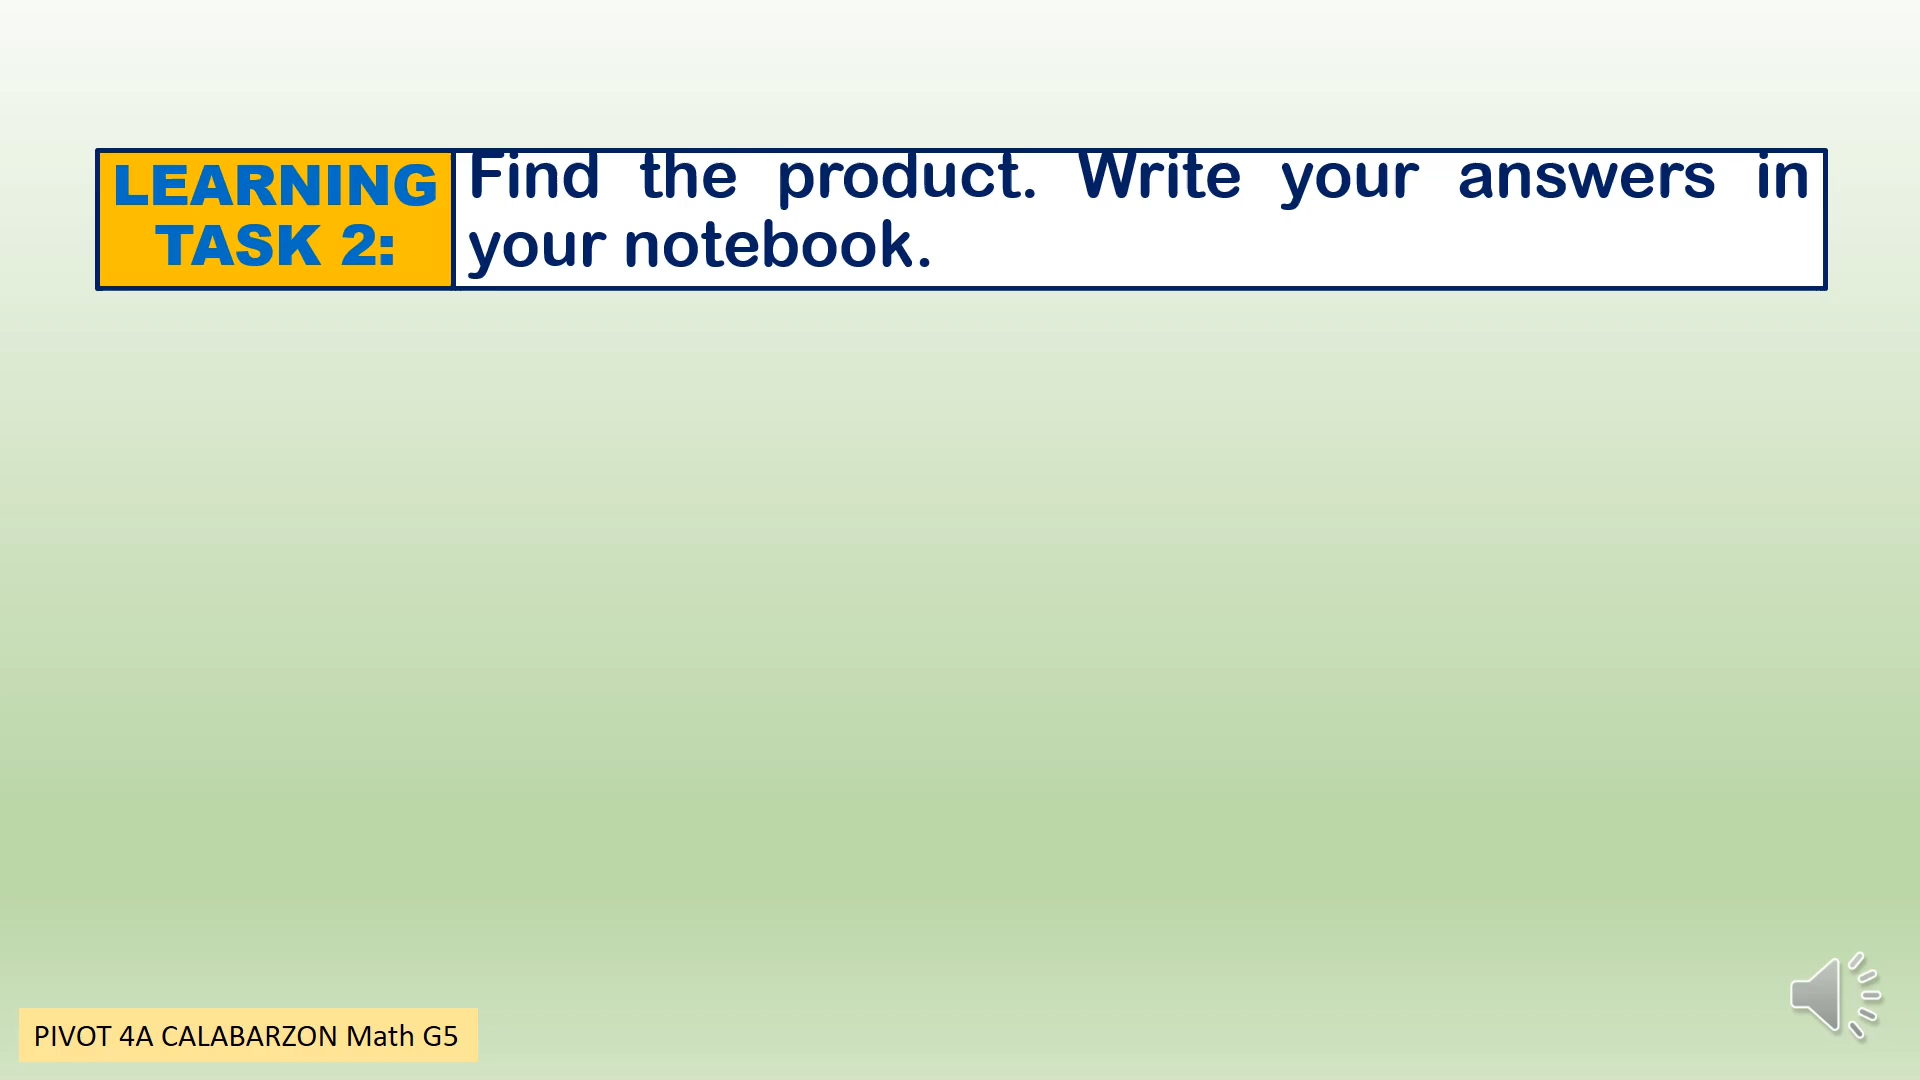 LEARNING
TASK 2:
Find the product. Write your answers in
your notebook.
PIVOT 4A CALABARZON Math G5